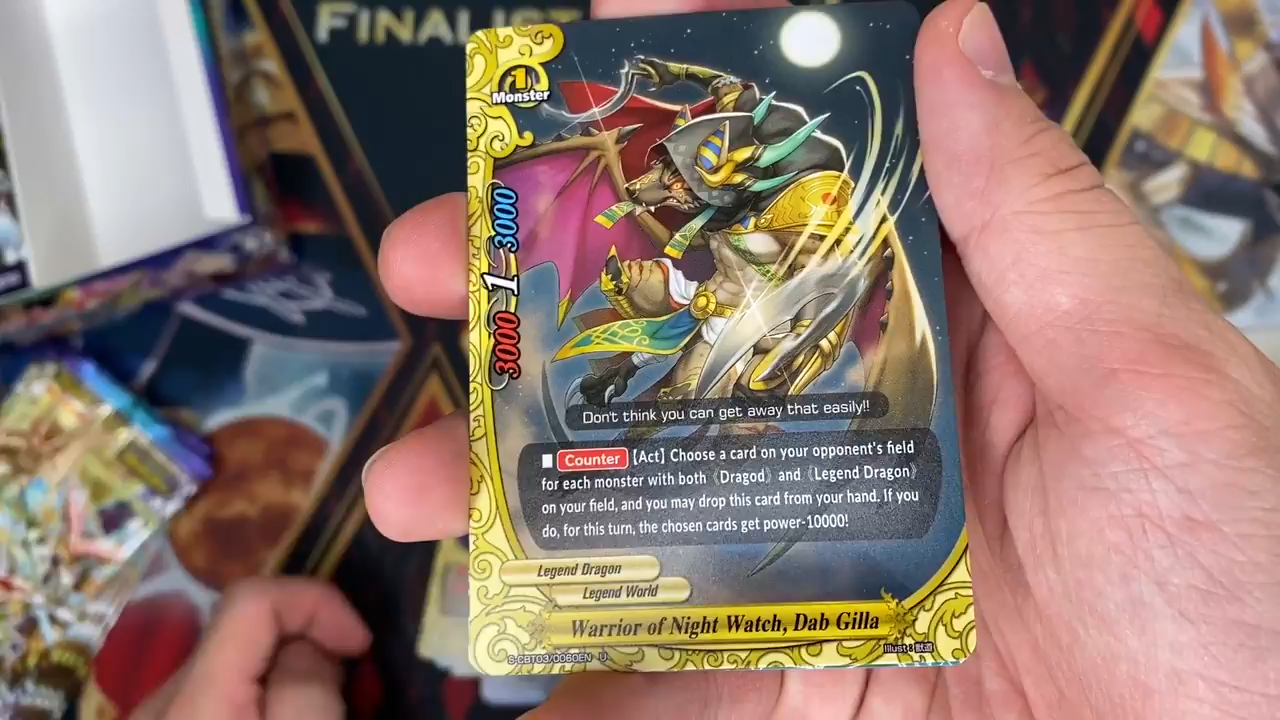 FINALIST
1
Monster
3000 1 3000
Don't think you can get away that easily!!
■ Counter 【Act】 Choose a card on your opponent's field
for each monster with both 《Dragod》 and 《Legend Dragon》
on your field, and you may drop this card from your hand. If you
do, for this turn, the chosen cards get power-10000!
Legend Dragon
Legend World
Warrior of Night Watch, Dab Gilla
S-CBT03/0060EN U
Illust:獣道